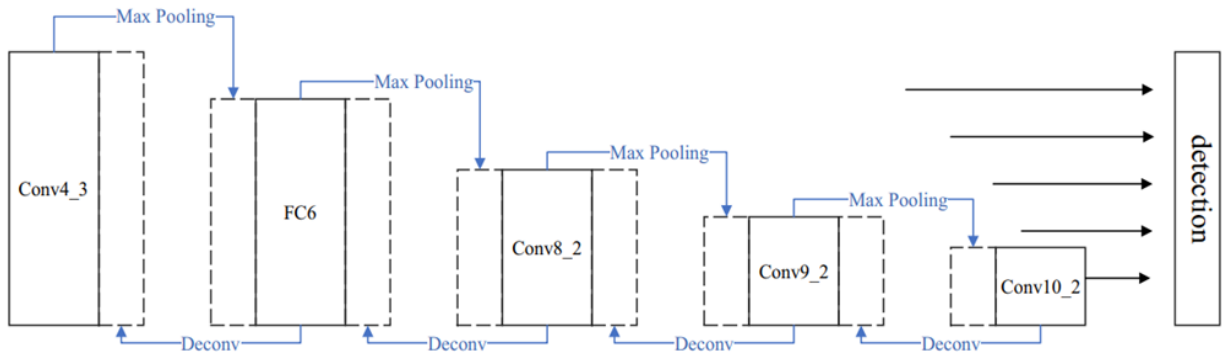 Max Pooling
Max Pooling
Max Pooling
Max Pooling
Conv4_3
FC6
Conv8_2
Conv9_2
Conv10_2
detection
Deconv
Deconv
Deconv
Deconv